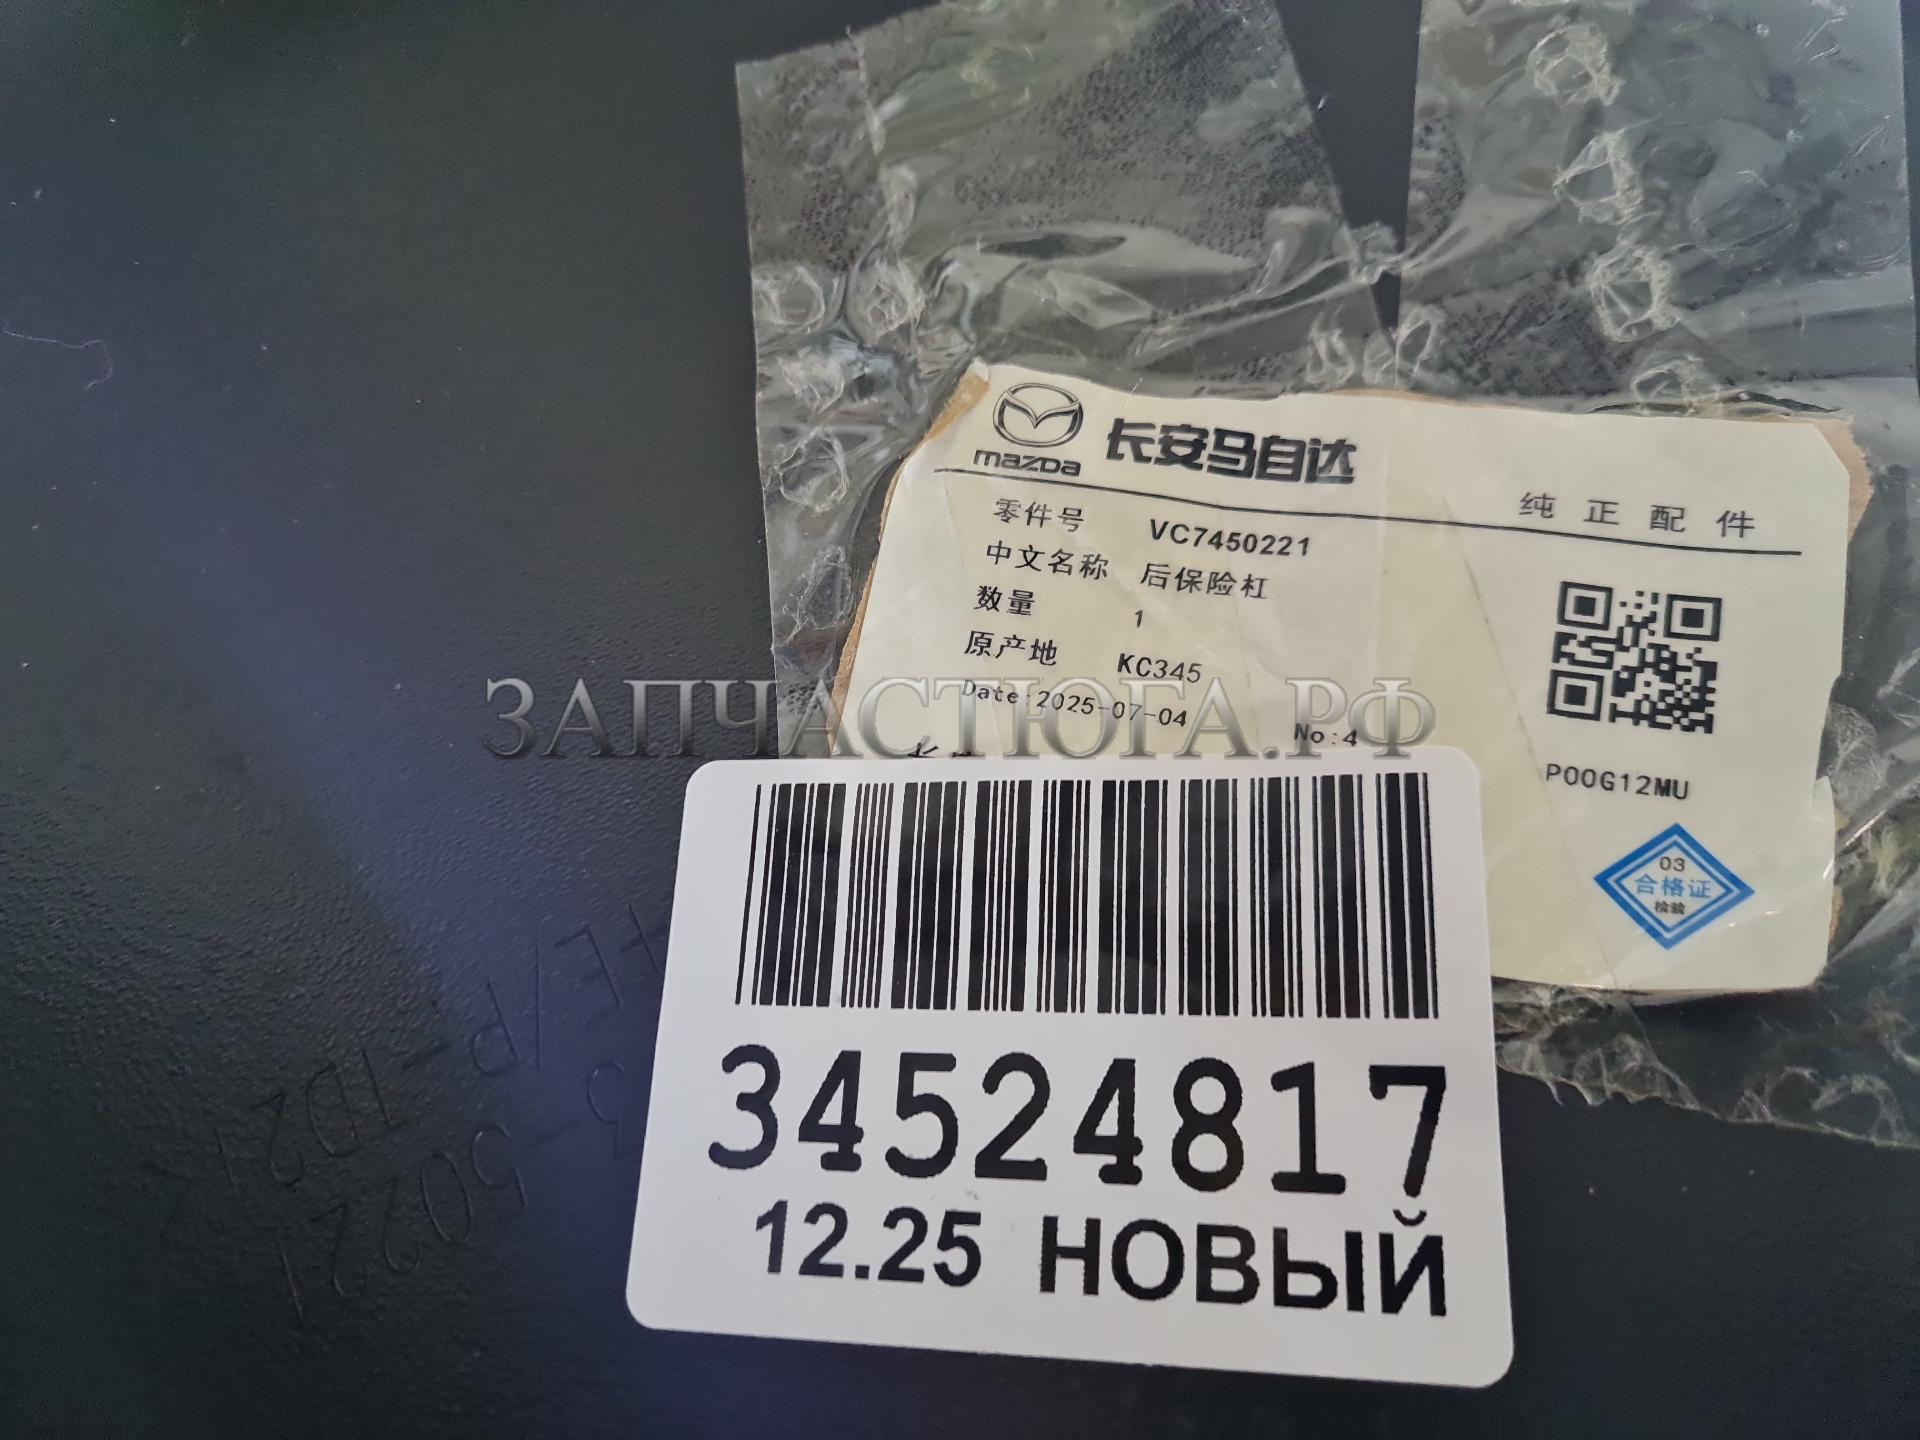 mazda 长安马自达
纯正配件
零件号 VC7450221
中文名称 后保险杠
数量 1
原产地 KC345
Date:2025-07-04 No:4
P00G12MU
03
合格证
检验
ЗАПЧАСТЮГА.РФ
34524817
12.25 НОВЫЙ